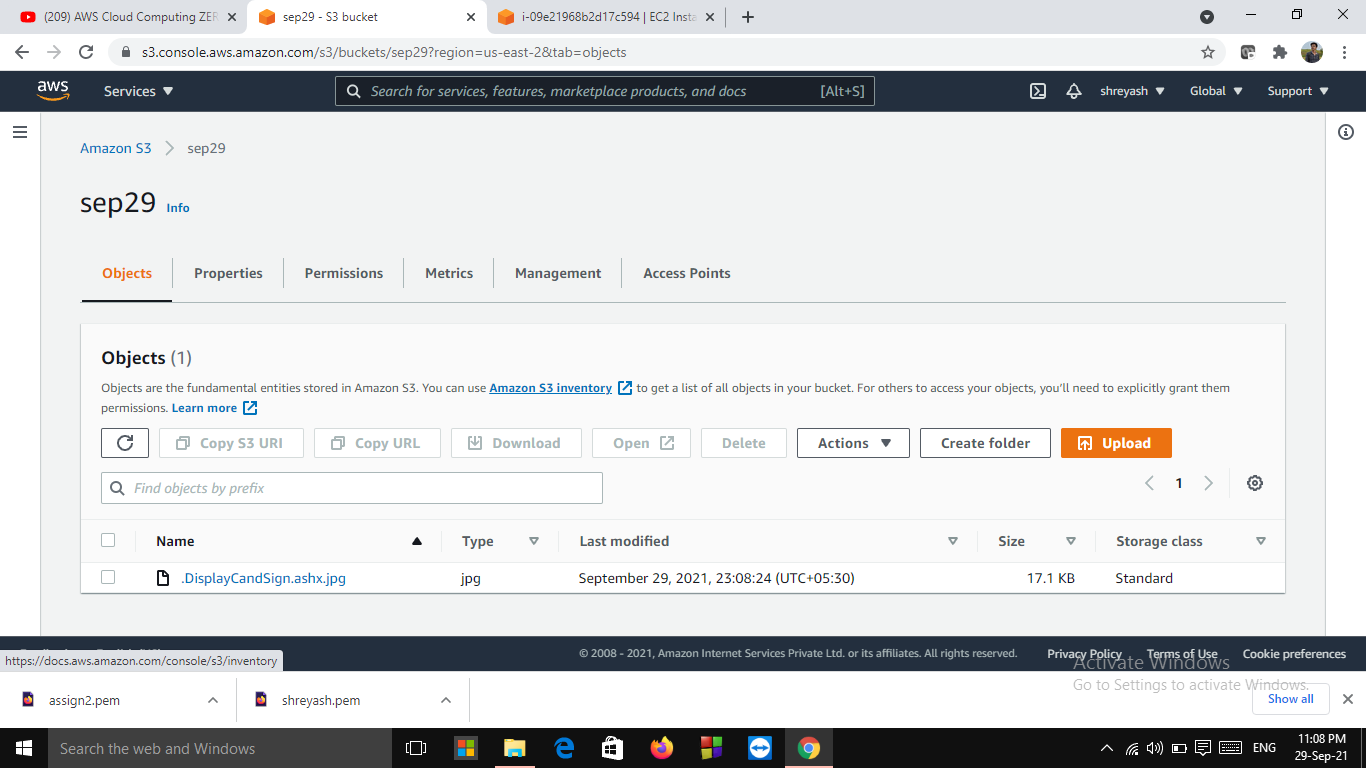 (209) AWS Cloud Computing ZER
sep29 - S3 bucket
i-09e21968b2d17c594 | EC2 Insta
s3.console.aws.amazon.com/s3/buckets/sep29?region=us-east-2&tab=objects
aws
Services
Search for services, features, marketplace products, and docs
[Alt+S]
shreyash
Global
Support
Amazon S3
sep29
sep29
Info
Objects
Properties
Permissions
Metrics
Management
Access Points
Objects (1)
Objects are the fundamental entities stored in Amazon S3. You can use Amazon S3 inventory to get a list of all objects in your bucket. For others to access your objects, you'll need to explicitly grant them
permissions. Learn more
Copy S3 URI
Copy URL
Download
Open
Delete
Actions
Create folder
Upload
Find objects by prefix
1
Name
Type
Last modified
Size
Storage class
.DisplayCandSign.ashx.jpg
jpg
September 29, 2021, 23:08:24 (UTC+05:30)
17.1 KB
Standard
https://docs.aws.amazon.com/console/s3/inventory
© 2008 - 2021, Amazon Internet Services Private Ltd. or its affiliates. All rights reserved.
Privacy Policy
Terms of Use
Cookie preferences
Activate Windows
Go to Settings to activate Windows.
assign2.pem
shreyash.pem
Show all
Search the web and Windows
ENG
11:08 PM
29-Sep-21